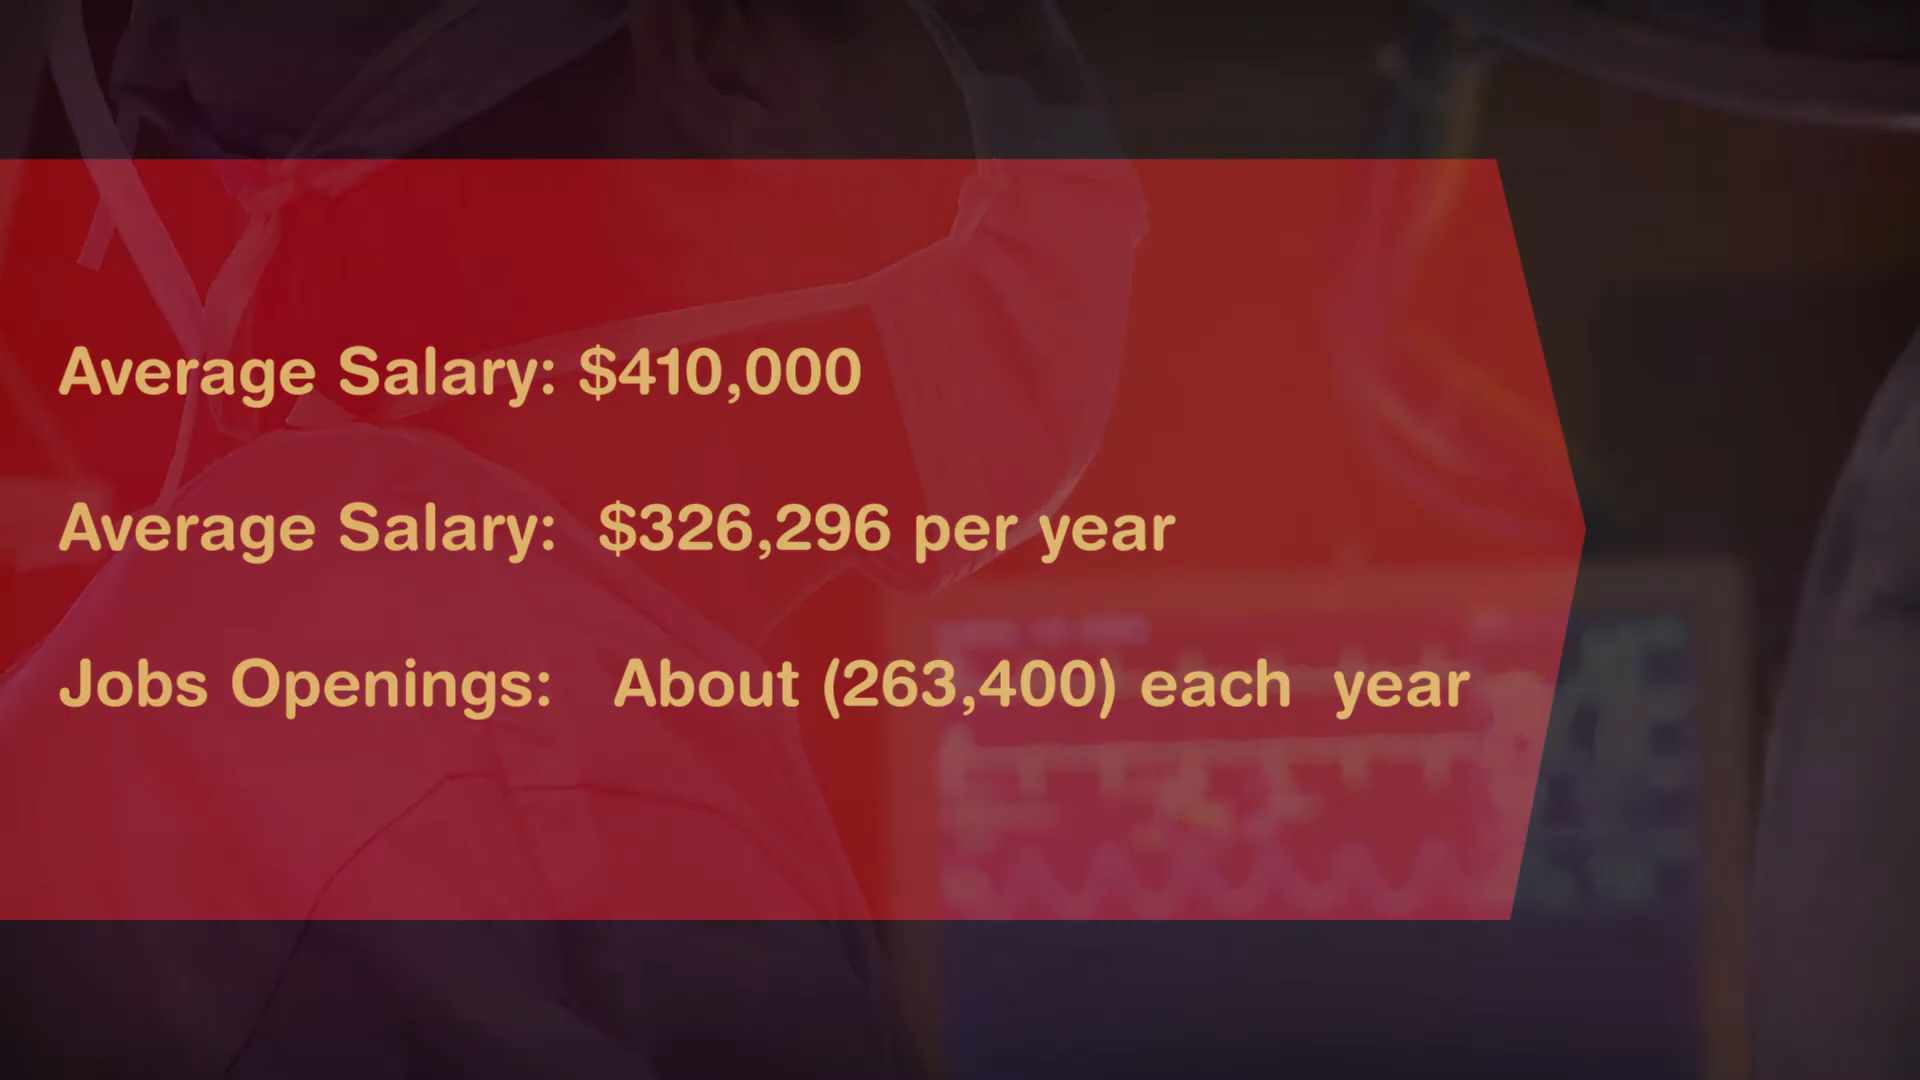 Average Salary: $410,000
Average Salary: $326,296 per year
Jobs Openings: About (263,400) each year